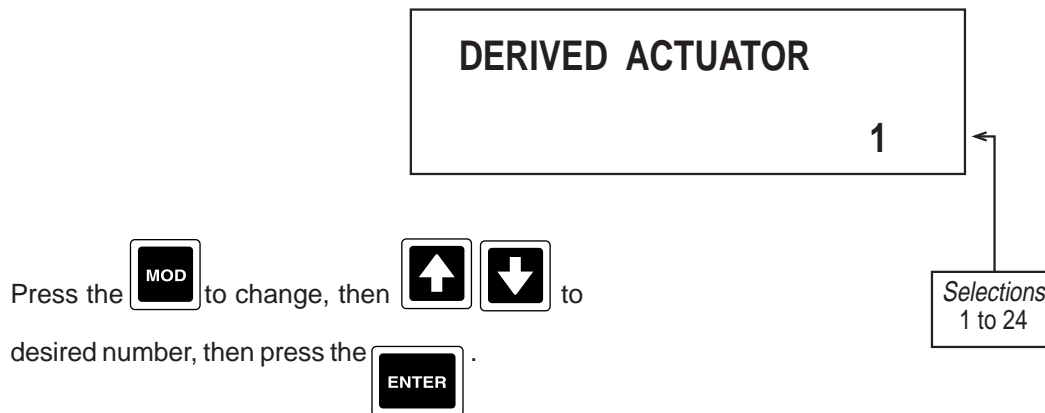 DERIVED ACTUATOR
1
Press the MOD to change, then to
Selections
1 to 24
desired number, then press the ENTER .